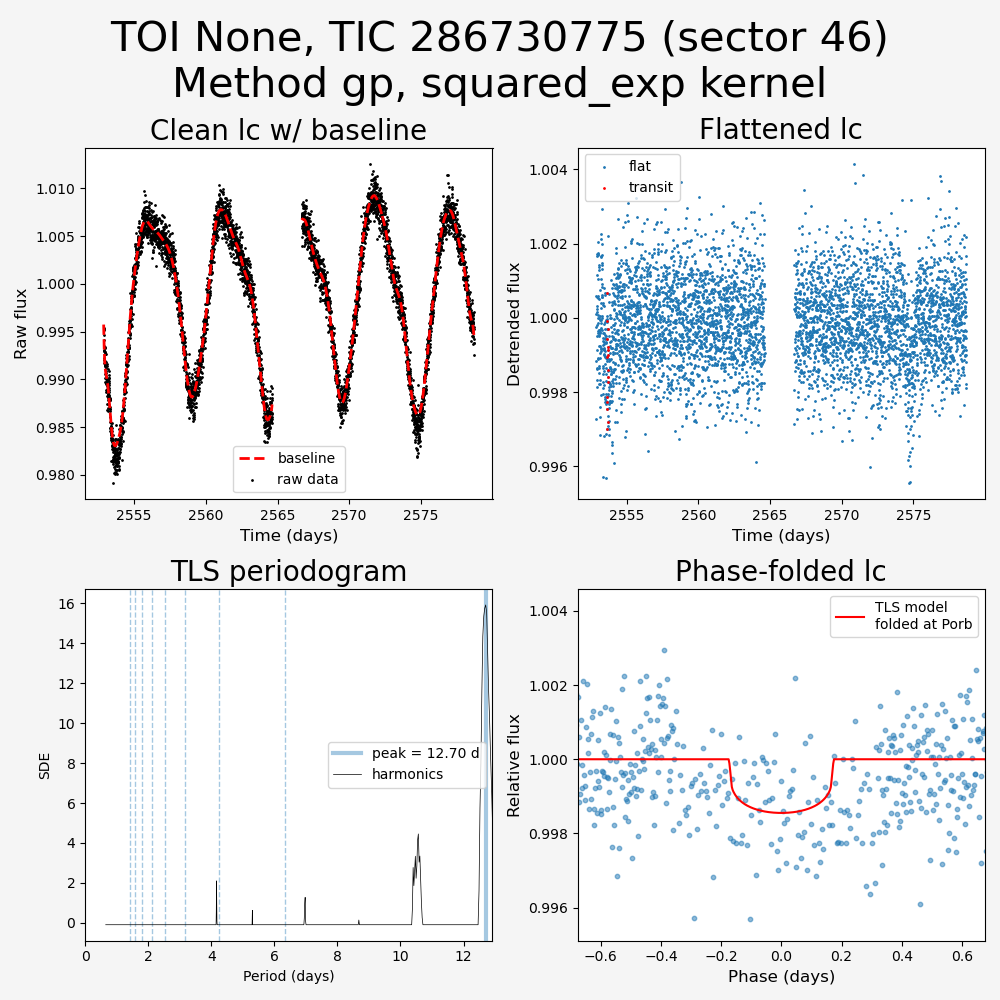 TOI None, TIC 286730775 (sector 46)
Method gp, squared_exp kernel
Clean lc w/ baseline
Raw flux
1.010
1.005
1.000
0.995
0.990
0.985
0.980
baseline
raw data
2555
2560
2565
2570
2575
Time (days)
Flattened lc
Detrended flux
1.004
1.002
1.000
0.998
0.996
flat
transit
2555
2560
2565
2570
2575
Time (days)
TLS periodogram
SDE
16
14
12
10
8
6
4
2
0
peak = 12.70 d
harmonics
0
2
4
6
8
10
12
Period (days)
Phase-folded lc
Relative flux
1.004
1.002
1.000
0.998
0.996
TLS model
folded at Porb
−0.6
−0.4
−0.2
0.0
0.2
0.4
0.6
Phase (days)